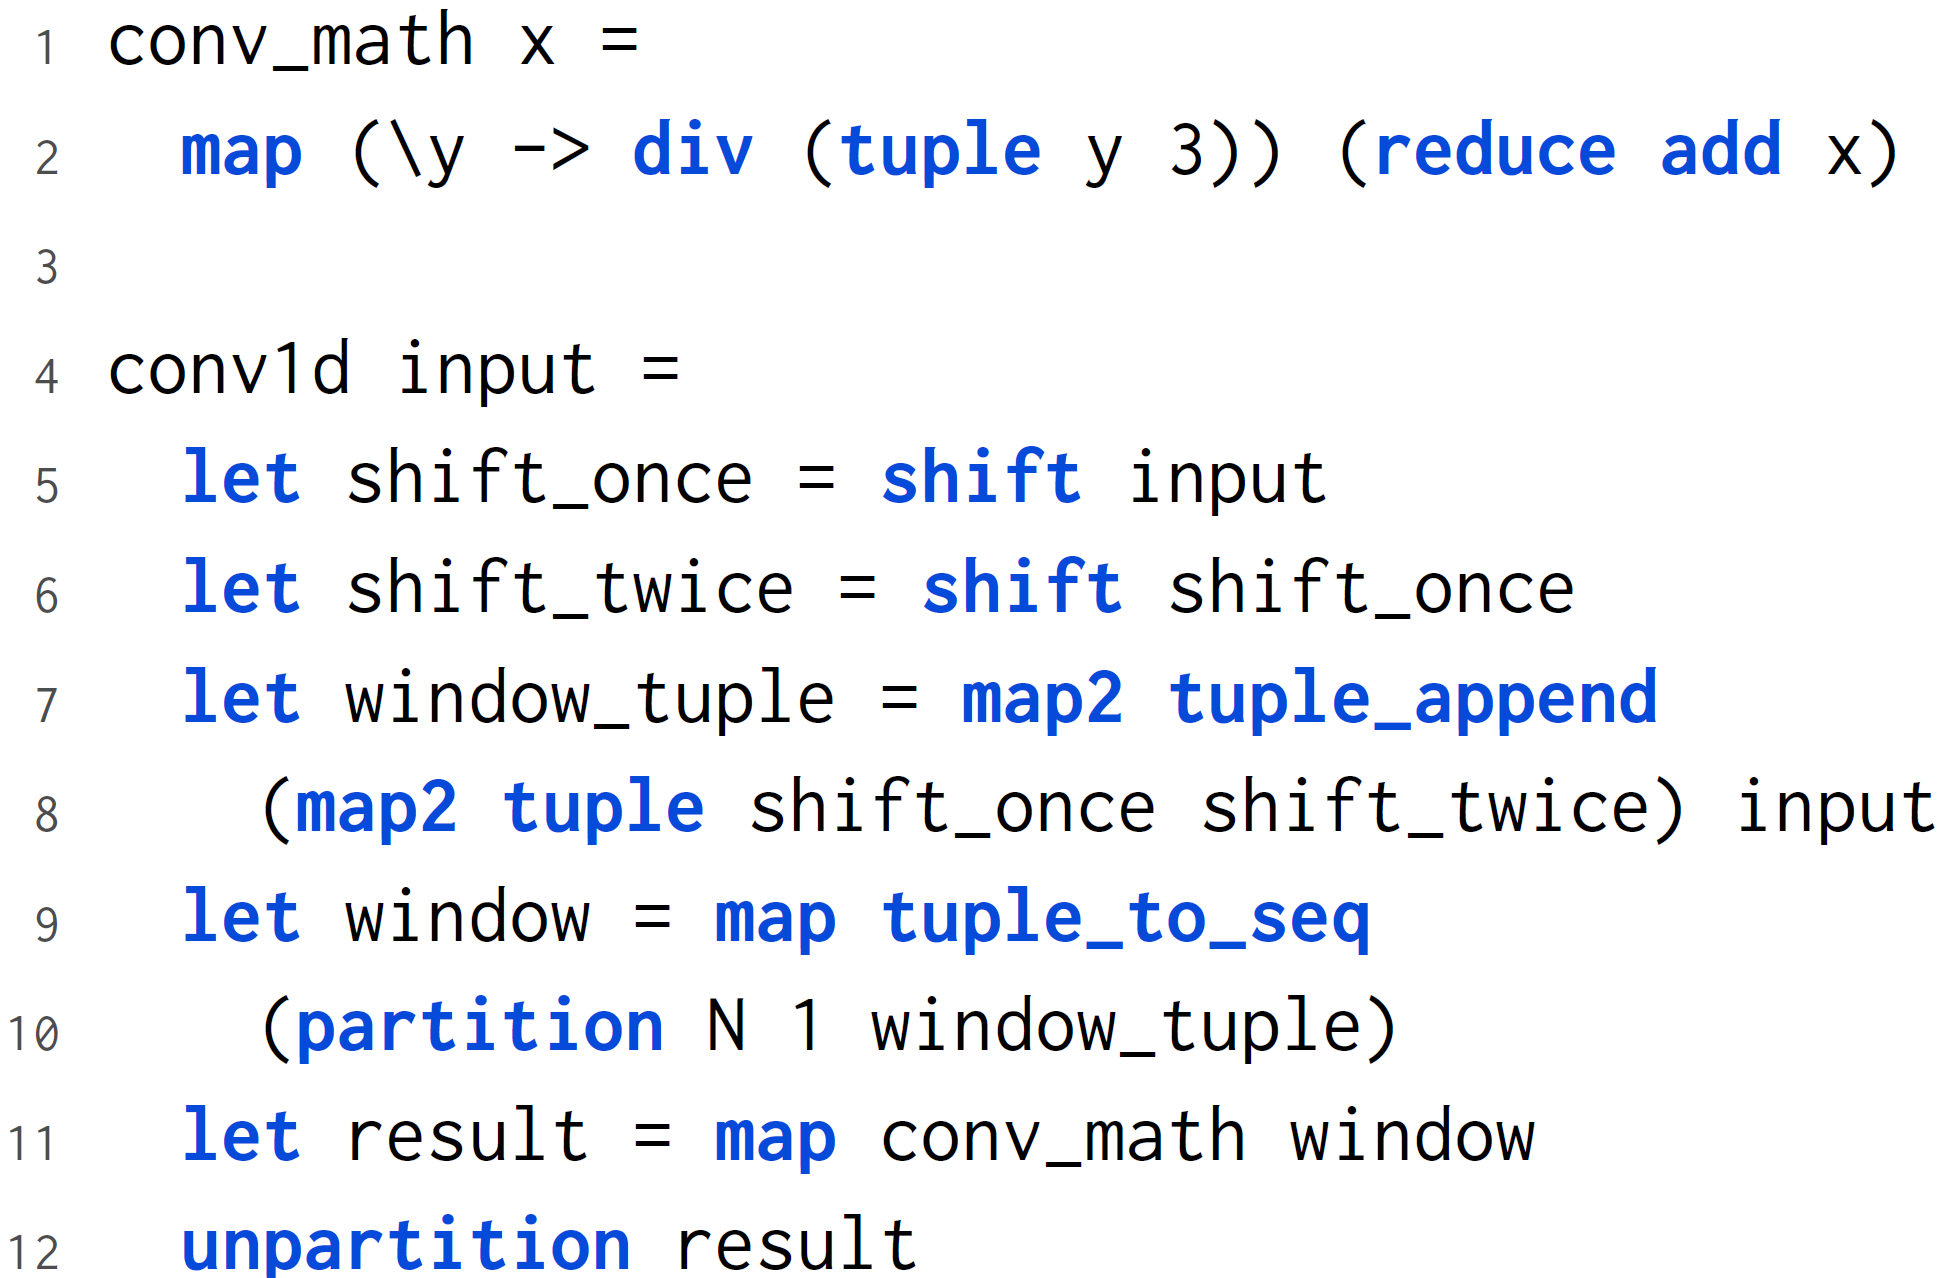 1 conv_math x =
2   map (\y -> div (tuple y 3)) (reduce add x)
3
4 conv1d input =
5   let shift_once = shift input
6   let shift_twice = shift shift_once
7   let window_tuple = map2 tuple_append
8     (map2 tuple shift_once shift_twice) input
9   let window = map tuple_to_seq
10     (partition N 1 window_tuple)
11   let result = map conv_math window
12   unpartition result